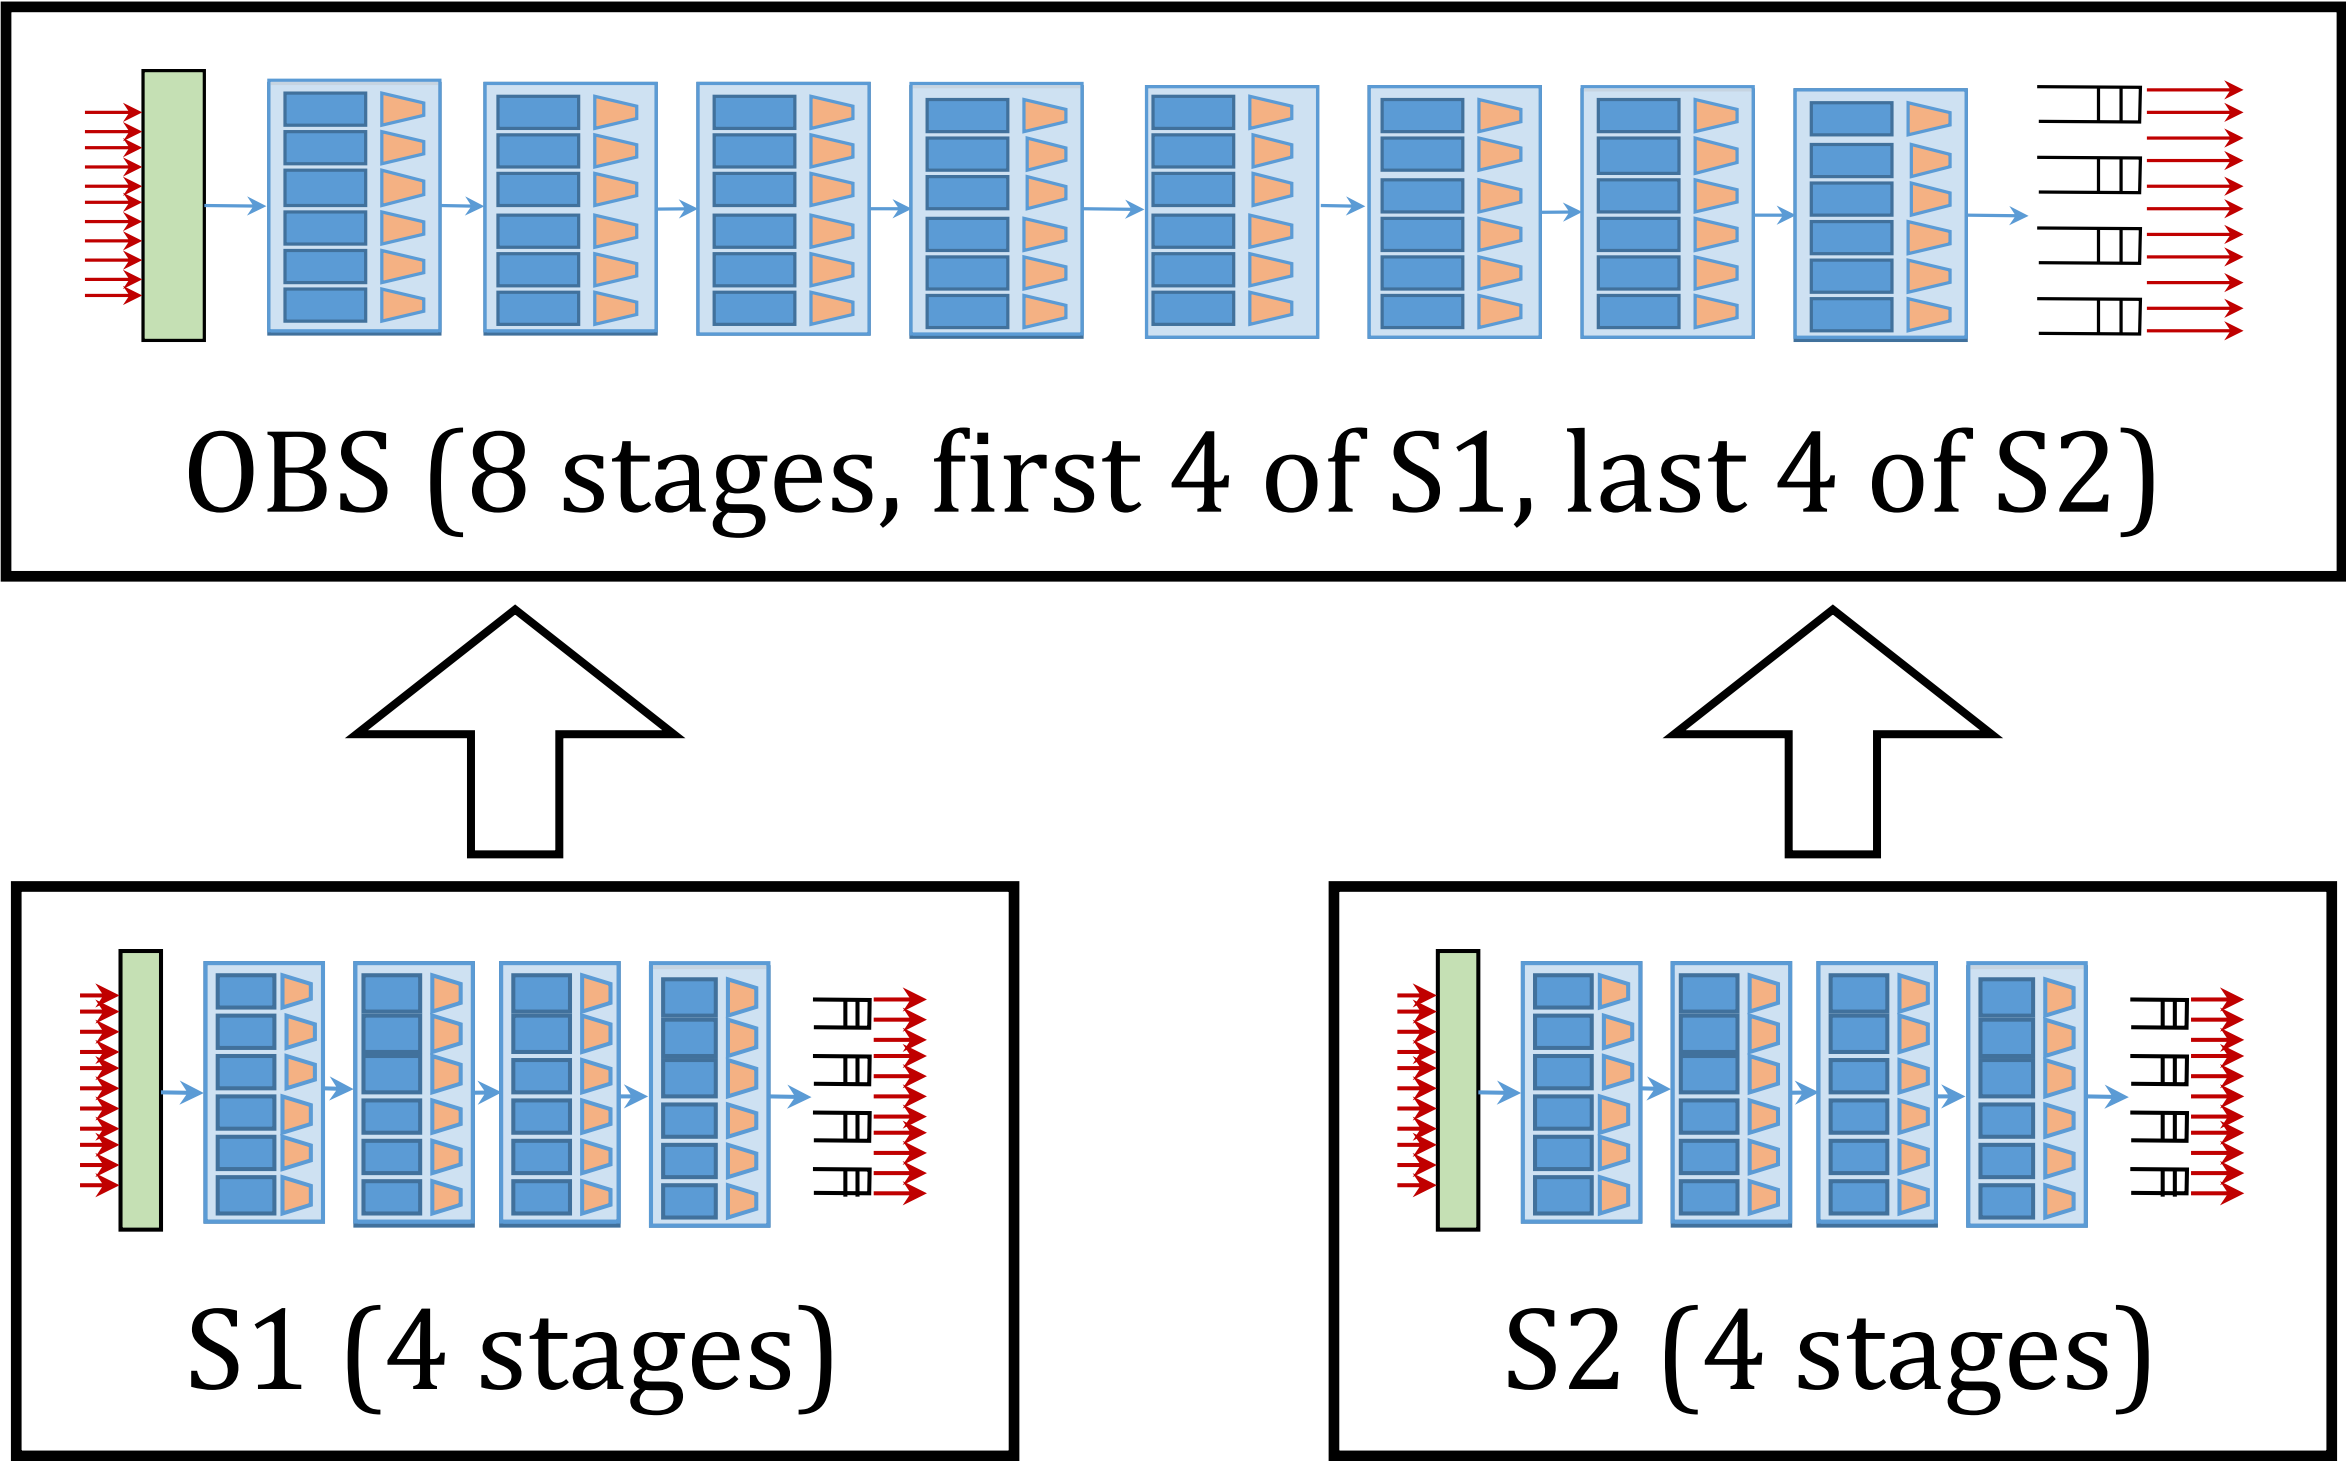 OBS (8 stages, first 4 of S1, last 4 of S2)
S1 (4 stages)
S2 (4 stages)